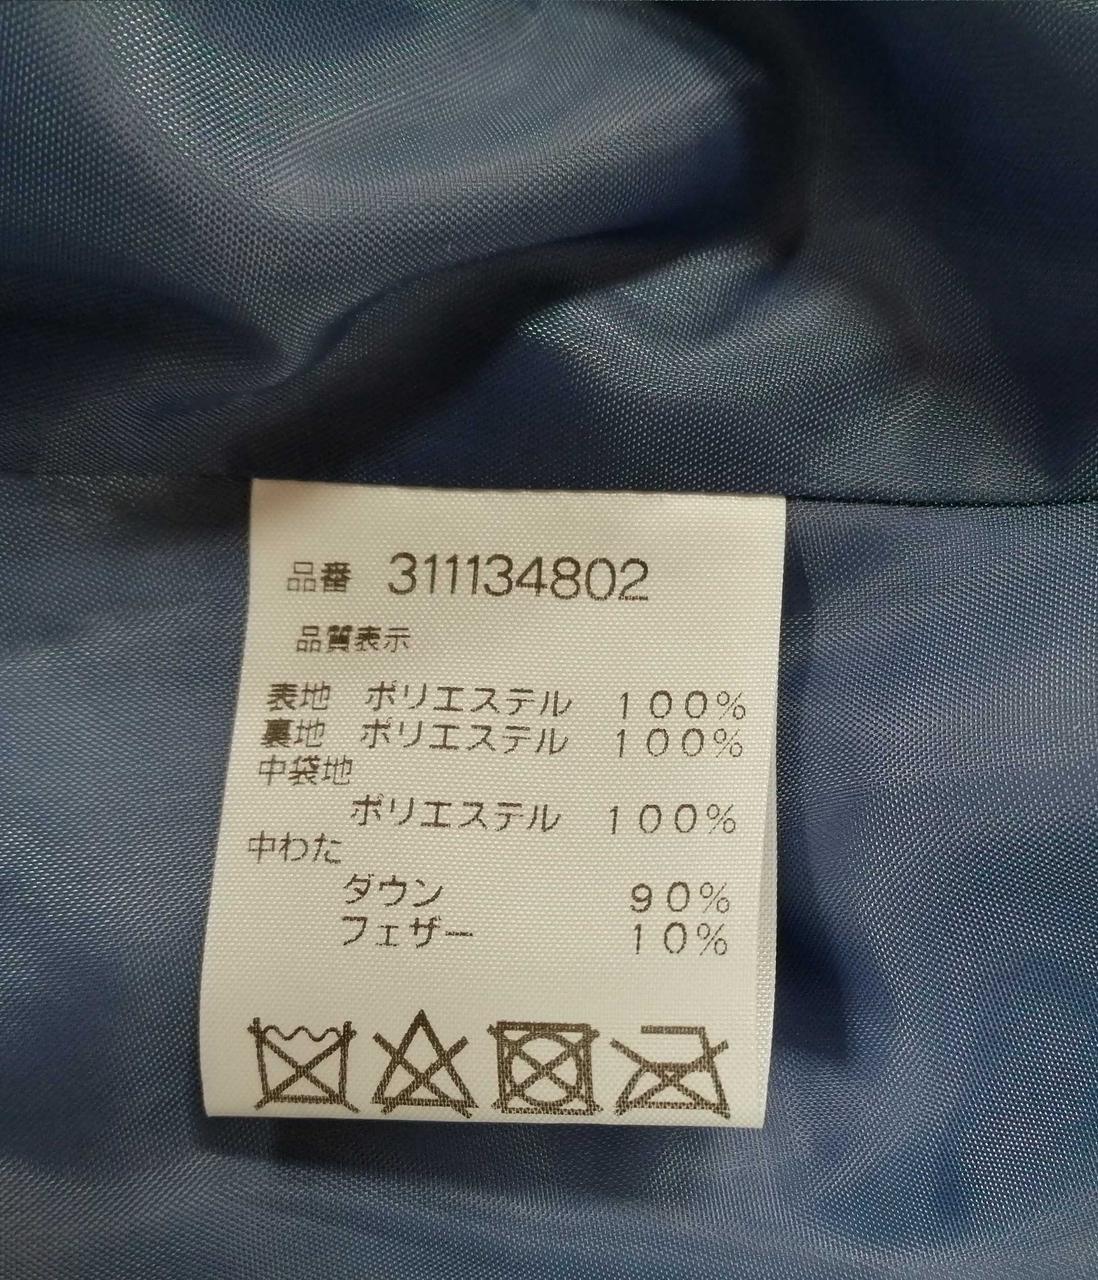 品番 311134802
品質表示
表地 ポリエステル 100%
裏地 ポリエステル 100%
中袋地
ポリエステル 100%
中わた
ダウン 90%
フェザー 10%